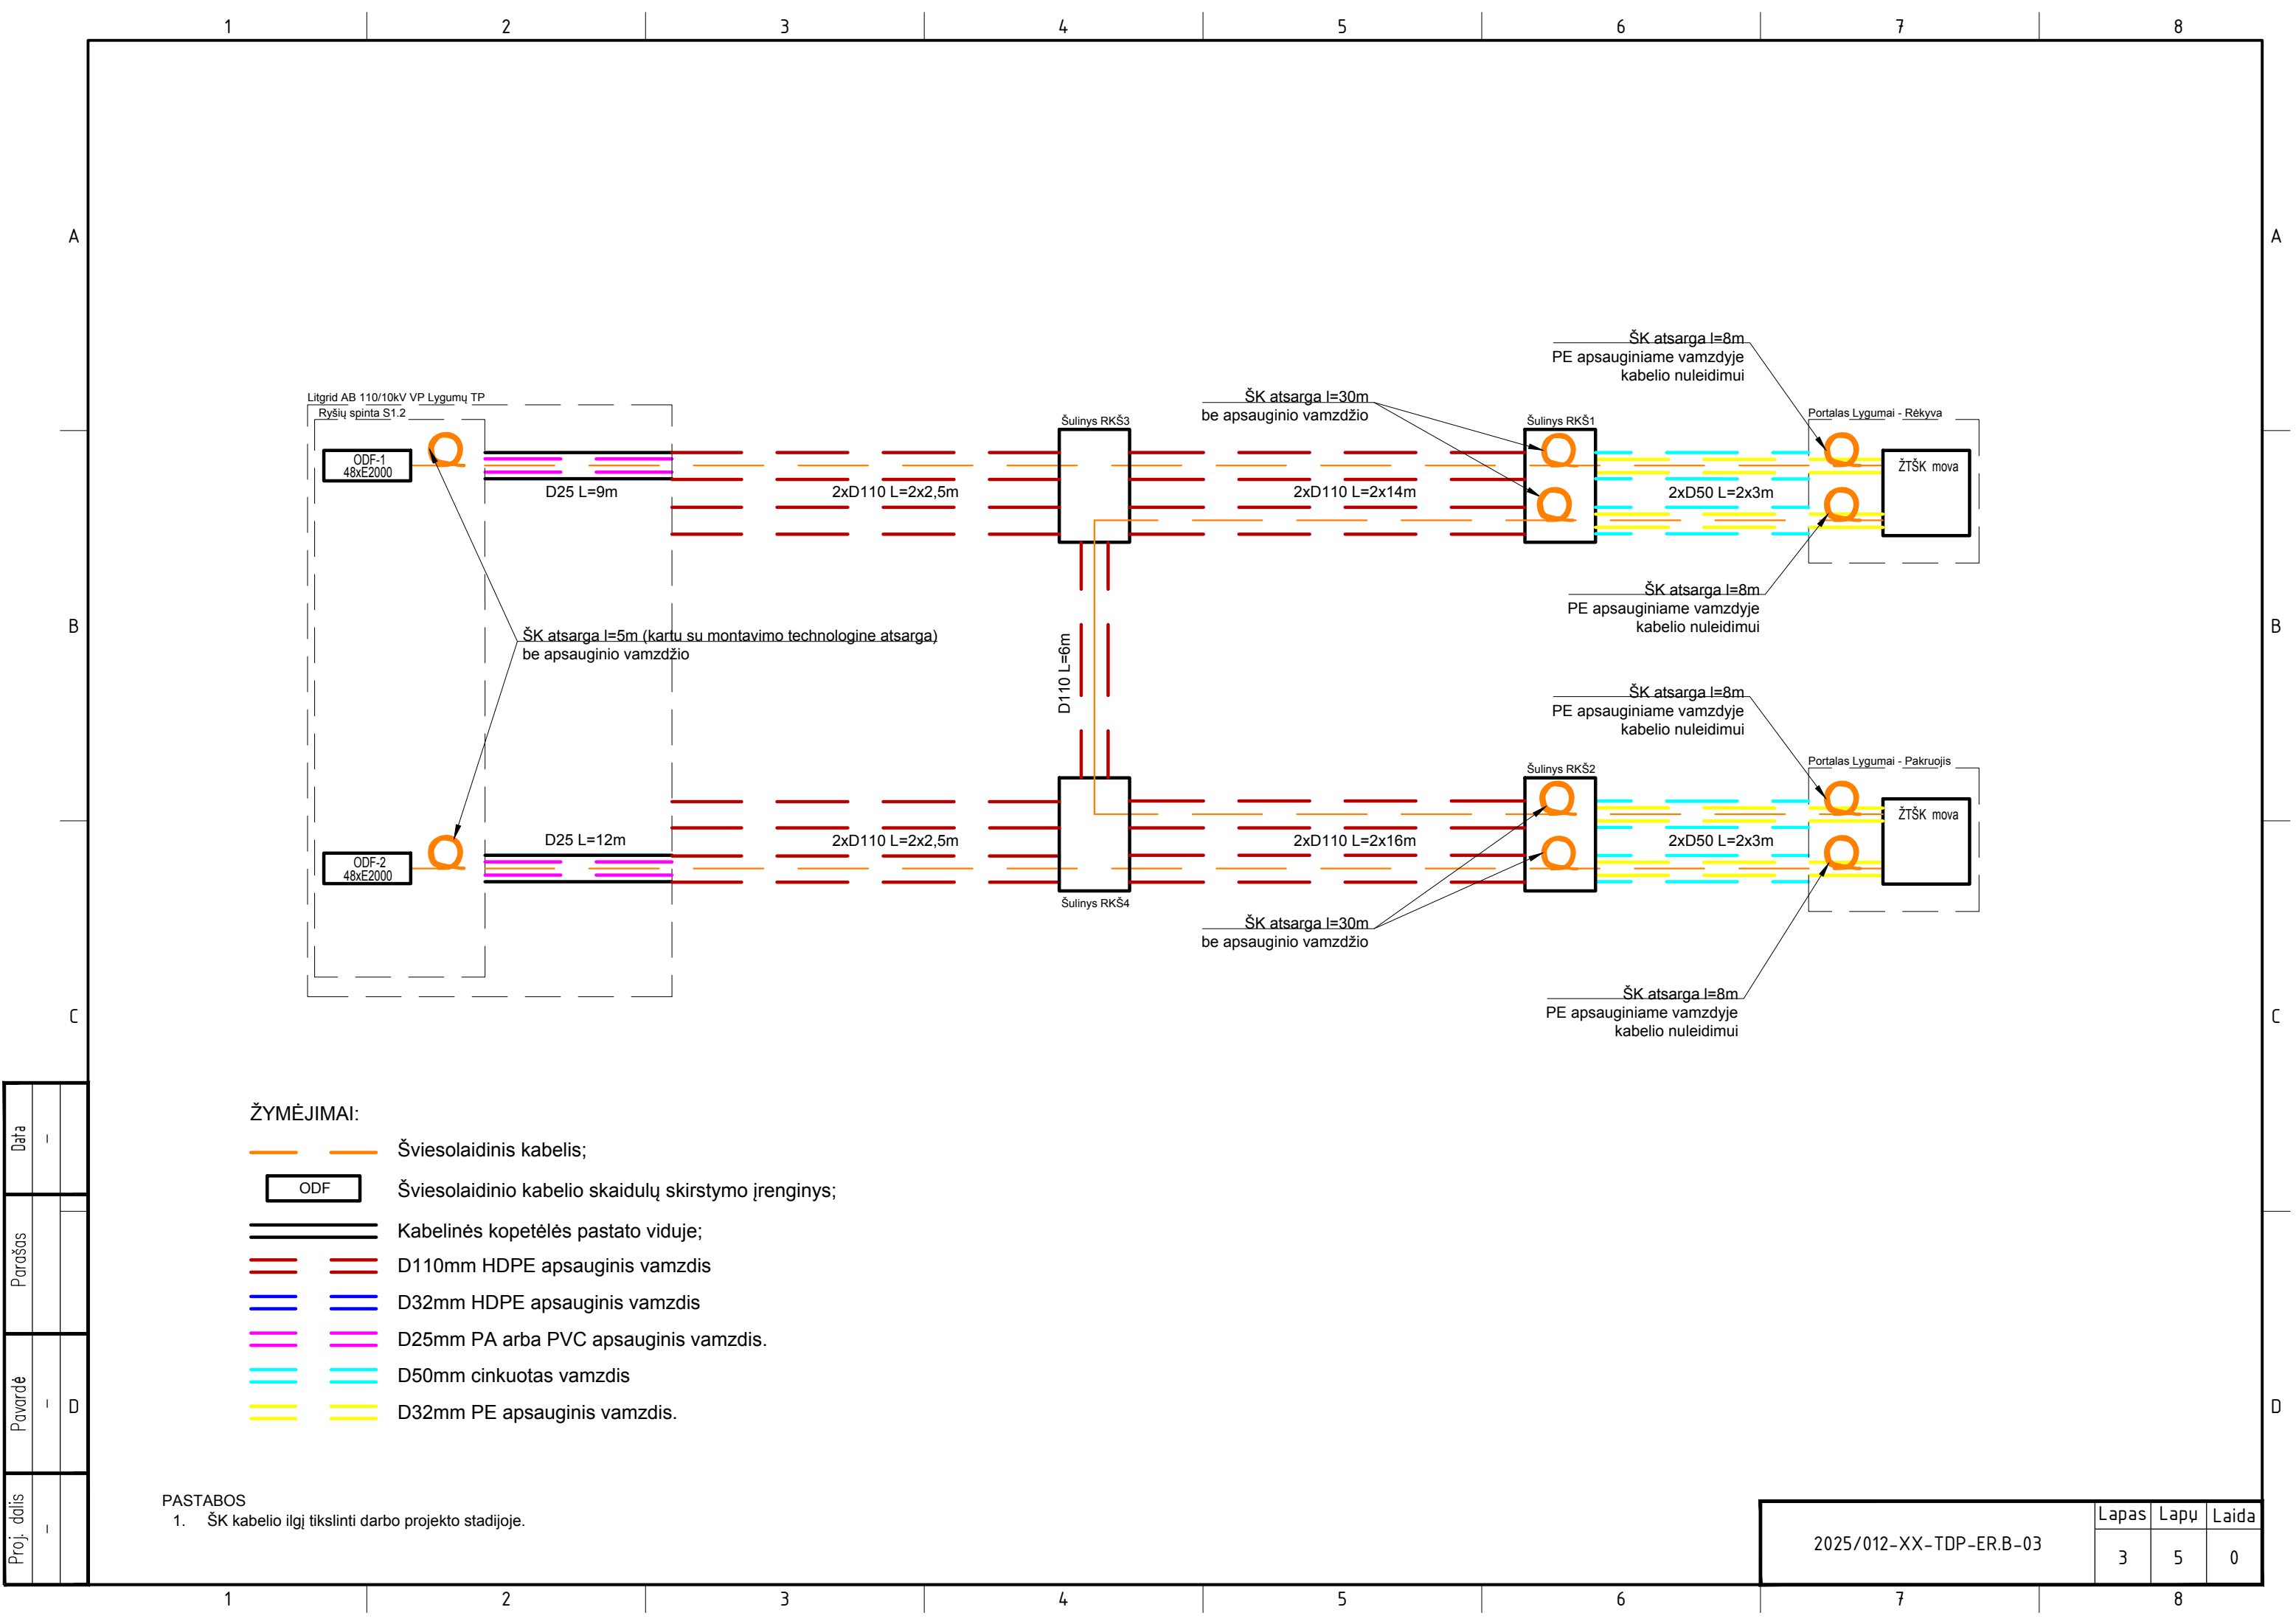 1 2 3 4 5 6 7 8
A A
B B
C C
D D
Litgrid AB 110/10kV VP Lygumų TP
Ryšių spinta S1.2
ODF-1
48xE2000
D25 L=9m
2xD110 L=2x2,5m
Šulinys RKŠ3
2xD110 L=2x14m
ŠK atsarga l=30m
be apsauginio vamzdžio
Šulinys RKŠ1
2xD50 L=2x3m
ŠK atsarga l=8m
PE apsauginiame vamzdyje
kabelio nuleidimui
Portalas Lygumai - Rėkyva
ŽTŠK mova
ŠK atsarga l=8m
PE apsauginiame vamzdyje
kabelio nuleidimui
ŠK atsarga l=5m (kartu su montavimo technologine atsarga)
be apsauginio vamzdžio
D110 L=6m
ŠK atsarga l=8m
PE apsauginiame vamzdyje
kabelio nuleidimui
Portalas Lygumai - Pakruojis
ŽTŠK mova
Šulinys RKŠ2
ODF-2
48xE2000
D25 L=12m
2xD110 L=2x2,5m
Šulinys RKŠ4
2xD110 L=2x16m
2xD50 L=2x3m
ŠK atsarga l=30m
be apsauginio vamzdžio
ŠK atsarga l=8m
PE apsauginiame vamzdyje
kabelio nuleidimui
ŽYMĖJIMAI:
Šviesolaidinis kabelis;
ODF
Šviesolaidinio kabelio skaidulų skirstymo įrenginys;
Kabelinės kopetėlės pastato viduje;
D110mm HDPE apsauginis vamzdis
D32mm HDPE apsauginis vamzdis
D25mm PA arba PVC apsauginis vamzdis.
D50mm cinkuotas vamzdis
D32mm PE apsauginis vamzdis.
PASTABOS
1. ŠK kabelio ilgį tikslinti darbo projekto stadijoje.
Data -
Parašas
Pavardė -
Proj. dalis -
2025/012-XX-TDP-ER.B-03
Lapas Lapų Laida
3 5 0
1 2 3 4 5 6 7 8